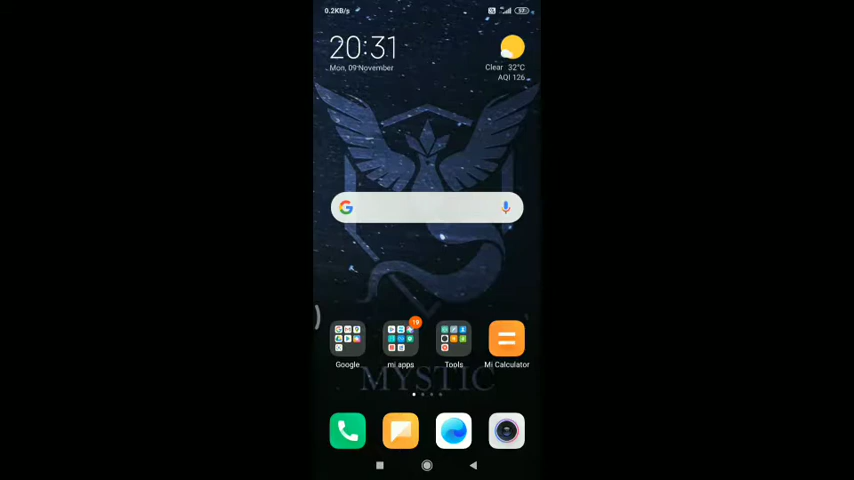 0.2KB/s
20:31
Mon, 09 November
Clear 32°C
AQI 126
G
19
Google mi apps Tools Mi Calculator
MYSTIC